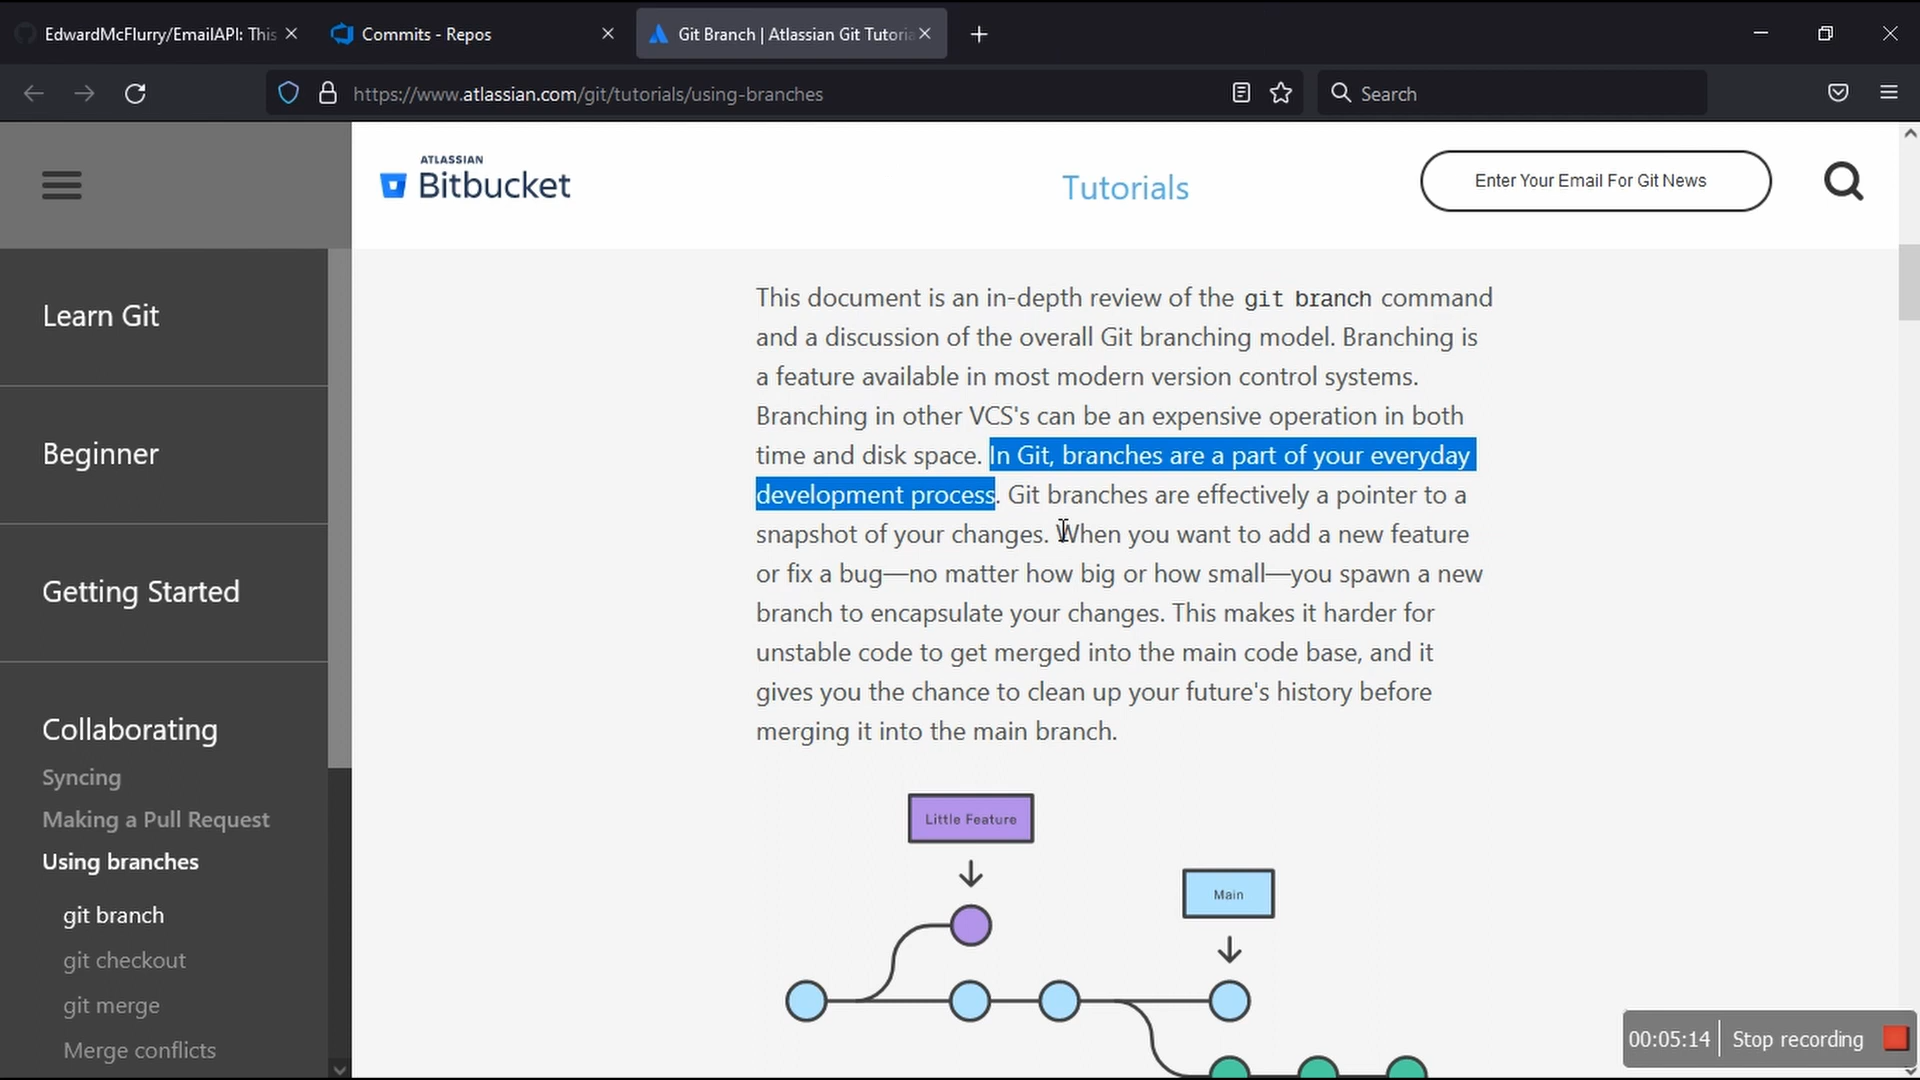 EdwardMcFlurry/EmailAPI: This
Commits - Repos
Git Branch | Atlassian Git Tutoria
https://www.atlassian.com/git/tutorials/using-branches
Search
ATLASSIAN
Bitbucket
Tutorials
Enter Your Email For Git News
Learn Git
Beginner
Getting Started
Collaborating
Syncing
Making a Pull Request
Using branches
git branch
git checkout
git merge
Merge conflicts
This document is an in-depth review of the git branch command
and a discussion of the overall Git branching model. Branching is
a feature available in most modern version control systems.
Branching in other VCS's can be an expensive operation in both
time and disk space. In Git, branches are a part of your everyday
development process. Git branches are effectively a pointer to a
snapshot of your changes. When you want to add a new feature
or fix a bug—no matter how big or how small—you spawn a new
branch to encapsulate your changes. This makes it harder for
unstable code to get merged into the main code base, and it
gives you the chance to clean up your future's history before
merging it into the main branch.
Little Feature
Main
00:05:14 Stop recording